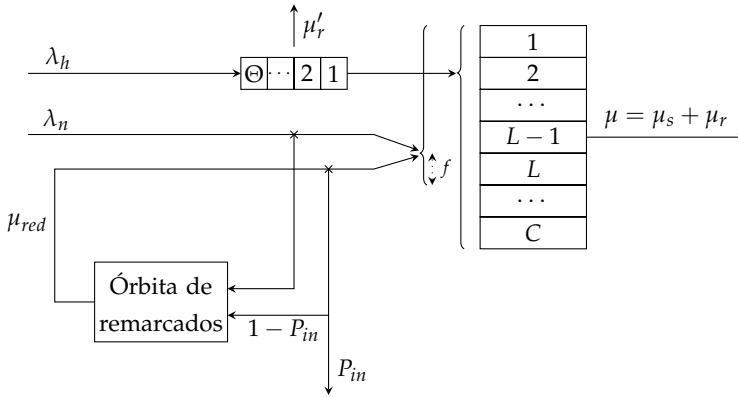 μ′_r
λ_h
Θ ··· 2 1
1
2
···
L − 1
L
···
C
μ = μ_s + μ_r
λ_n
f
μ_red
Órbita de
remarcados
1 − P_in
P_in